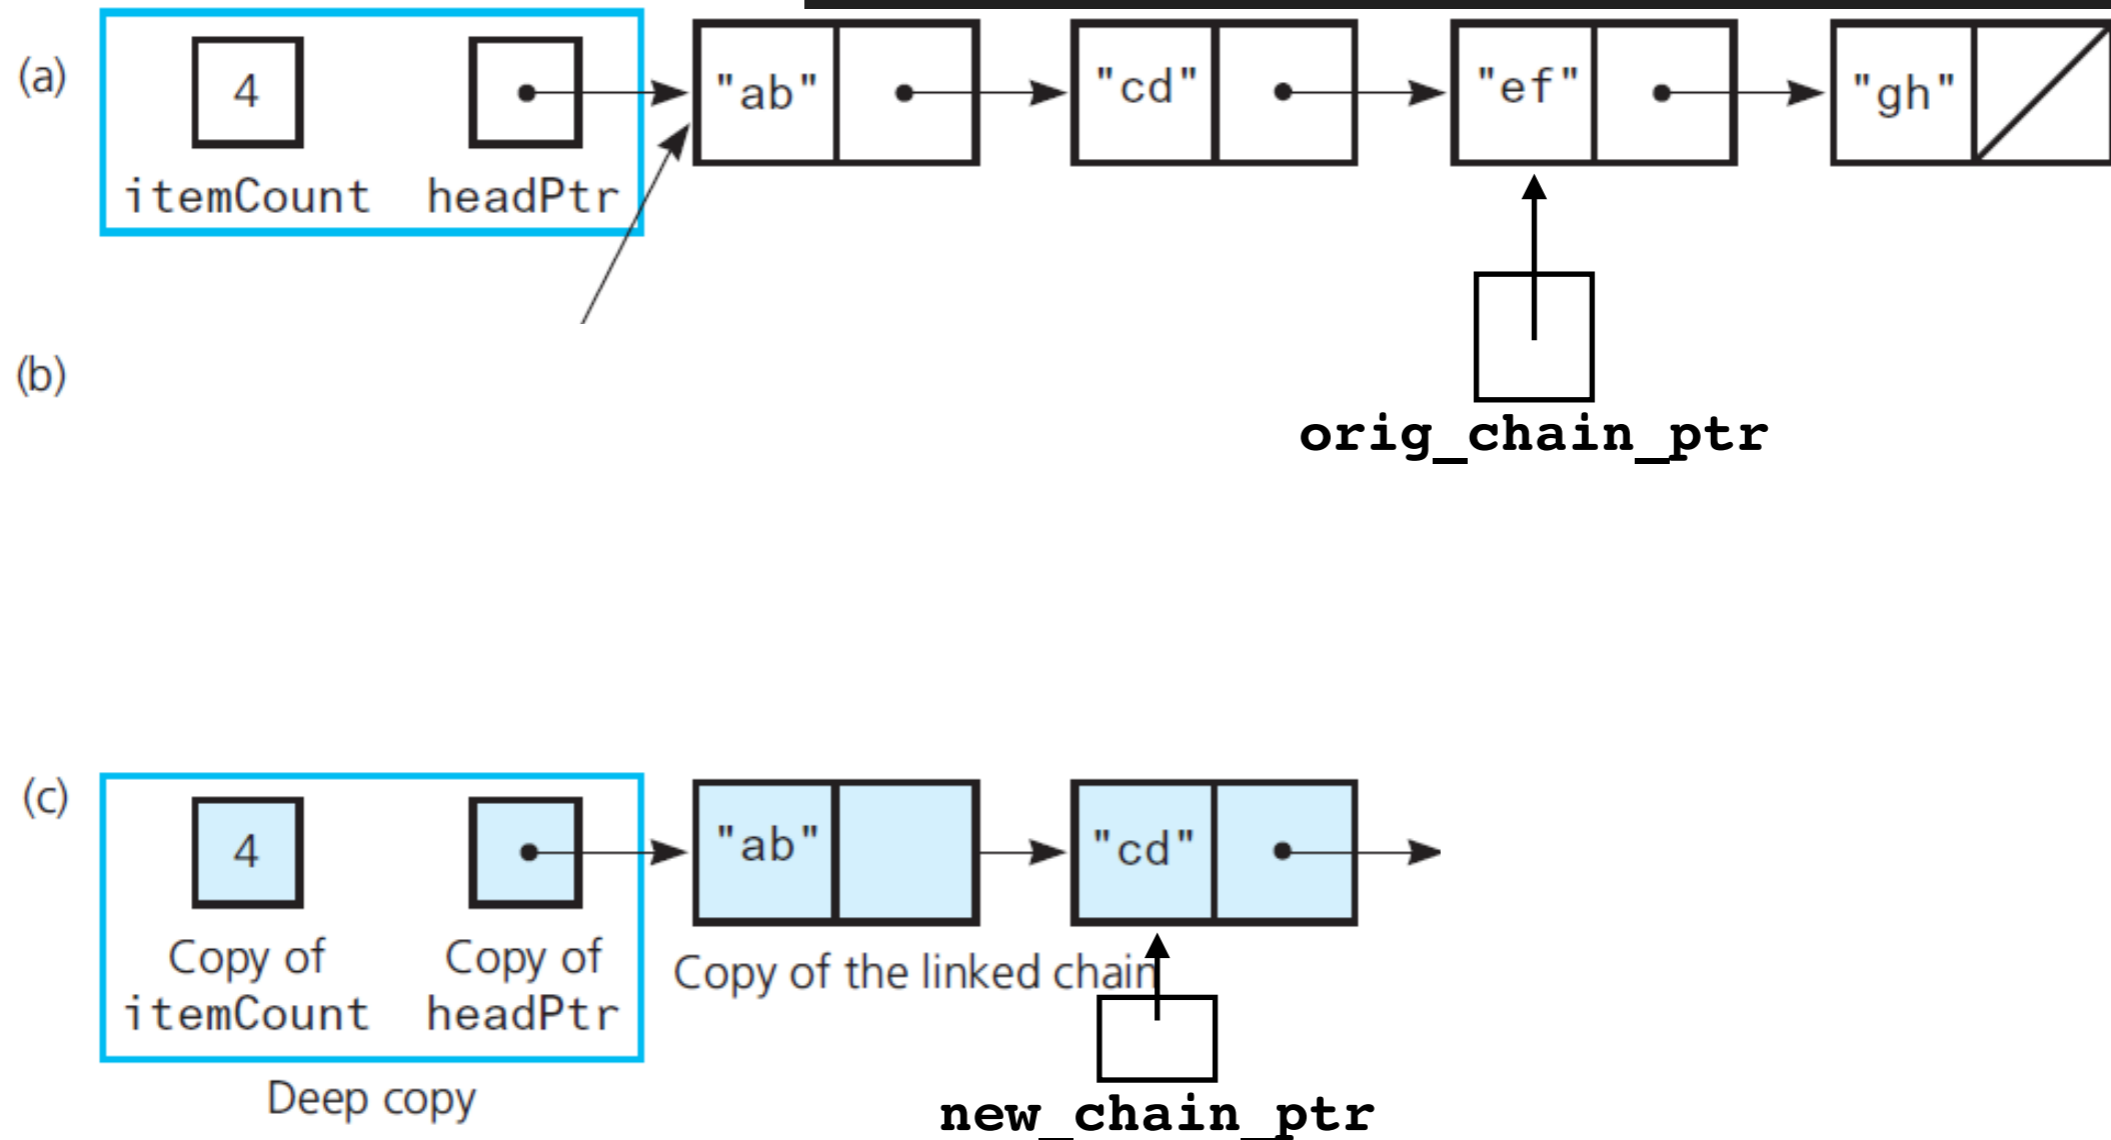 (a)
4
"ab"
"cd"
"ef"
"gh"
itemCount headPtr
(b)
orig_chain_ptr
(c)
4
"ab"
"cd"
Copy of
itemCount
Copy of
headPtr
Copy of the linked chain
Deep copy
new_chain_ptr